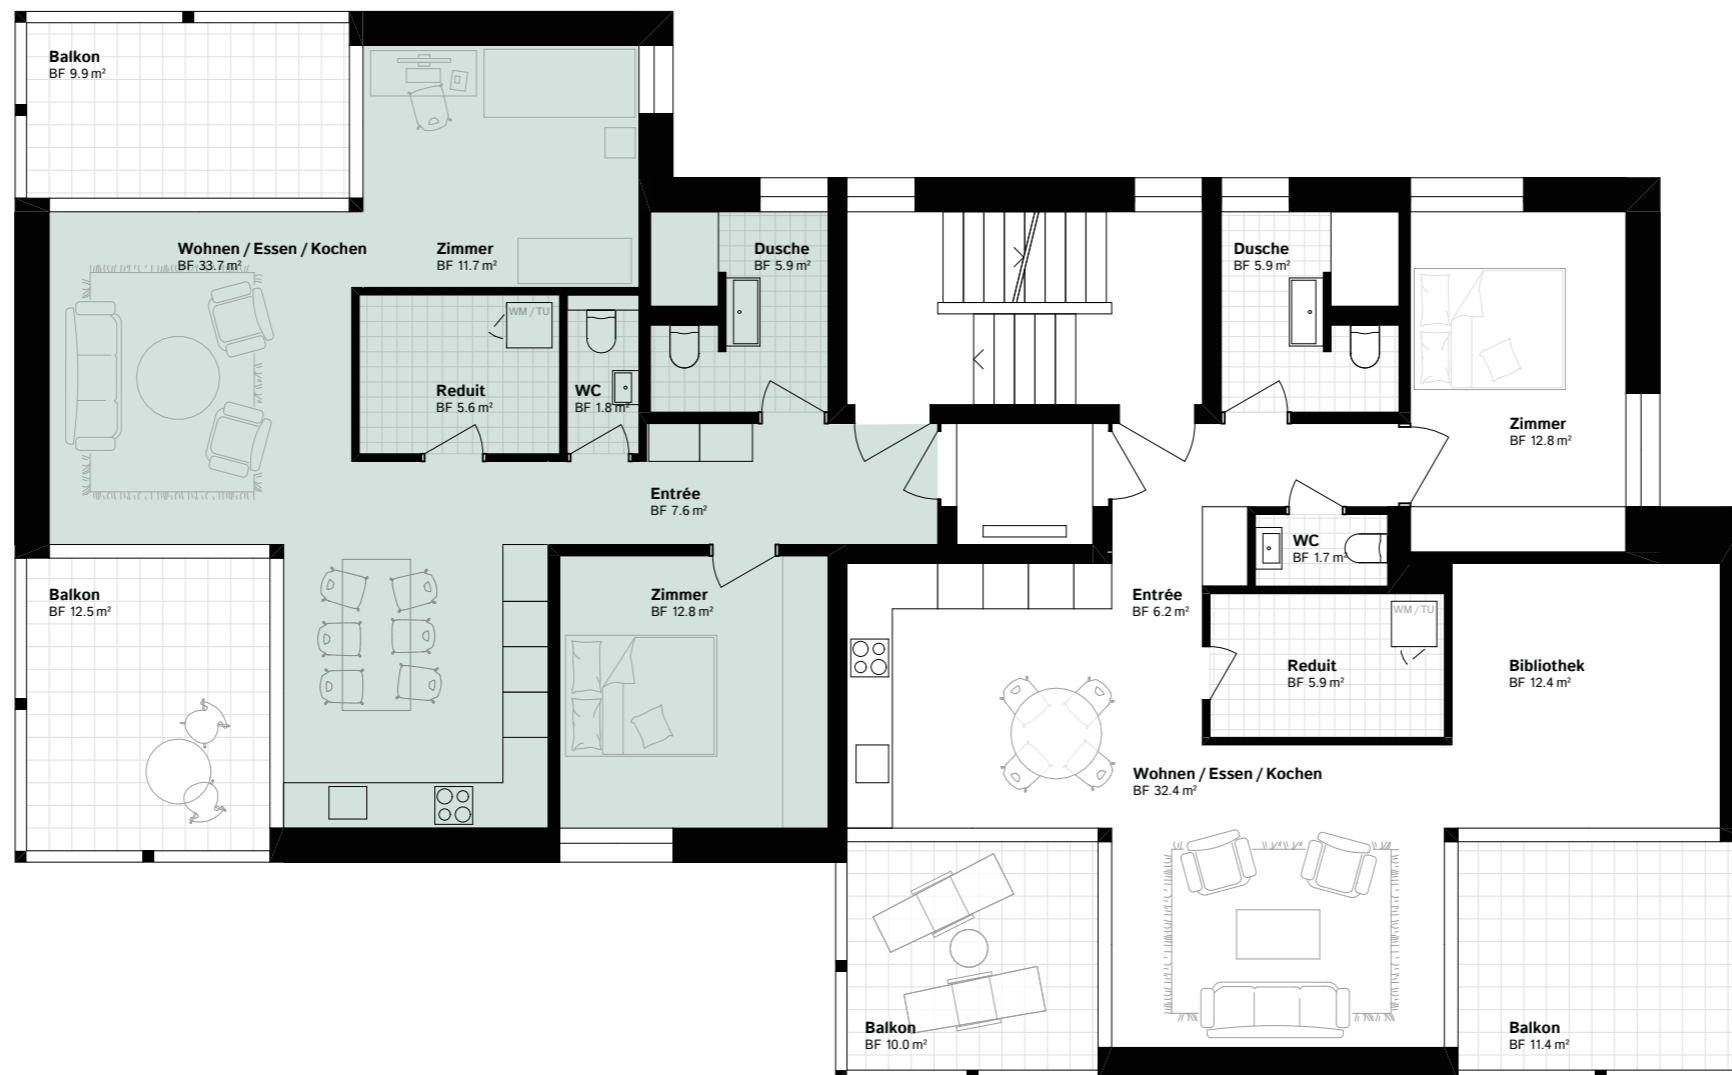 Balkon
BF 9.9 m²
Wohnen / Essen / Kochen
BF 33.7 m²
Zimmer
BF 11.7 m²
Dusche
BF 5.9 m²
Dusche
BF 5.9 m²
WM / TU
Reduit
BF 5.6 m²
WC
BF 1.8 m²
Zimmer
BF 12.8 m²
Entrée
BF 7.6 m²
WC
BF 1.7 m²
Balkon
BF 12.5 m²
Zimmer
BF 12.8 m²
Entrée
BF 6.2 m²
WM / TU
Reduit
BF 5.9 m²
Bibliothek
BF 12.4 m²
Wohnen / Essen / Kochen
BF 32.4 m²
Balkon
BF 10.0 m²
Balkon
BF 11.4 m²